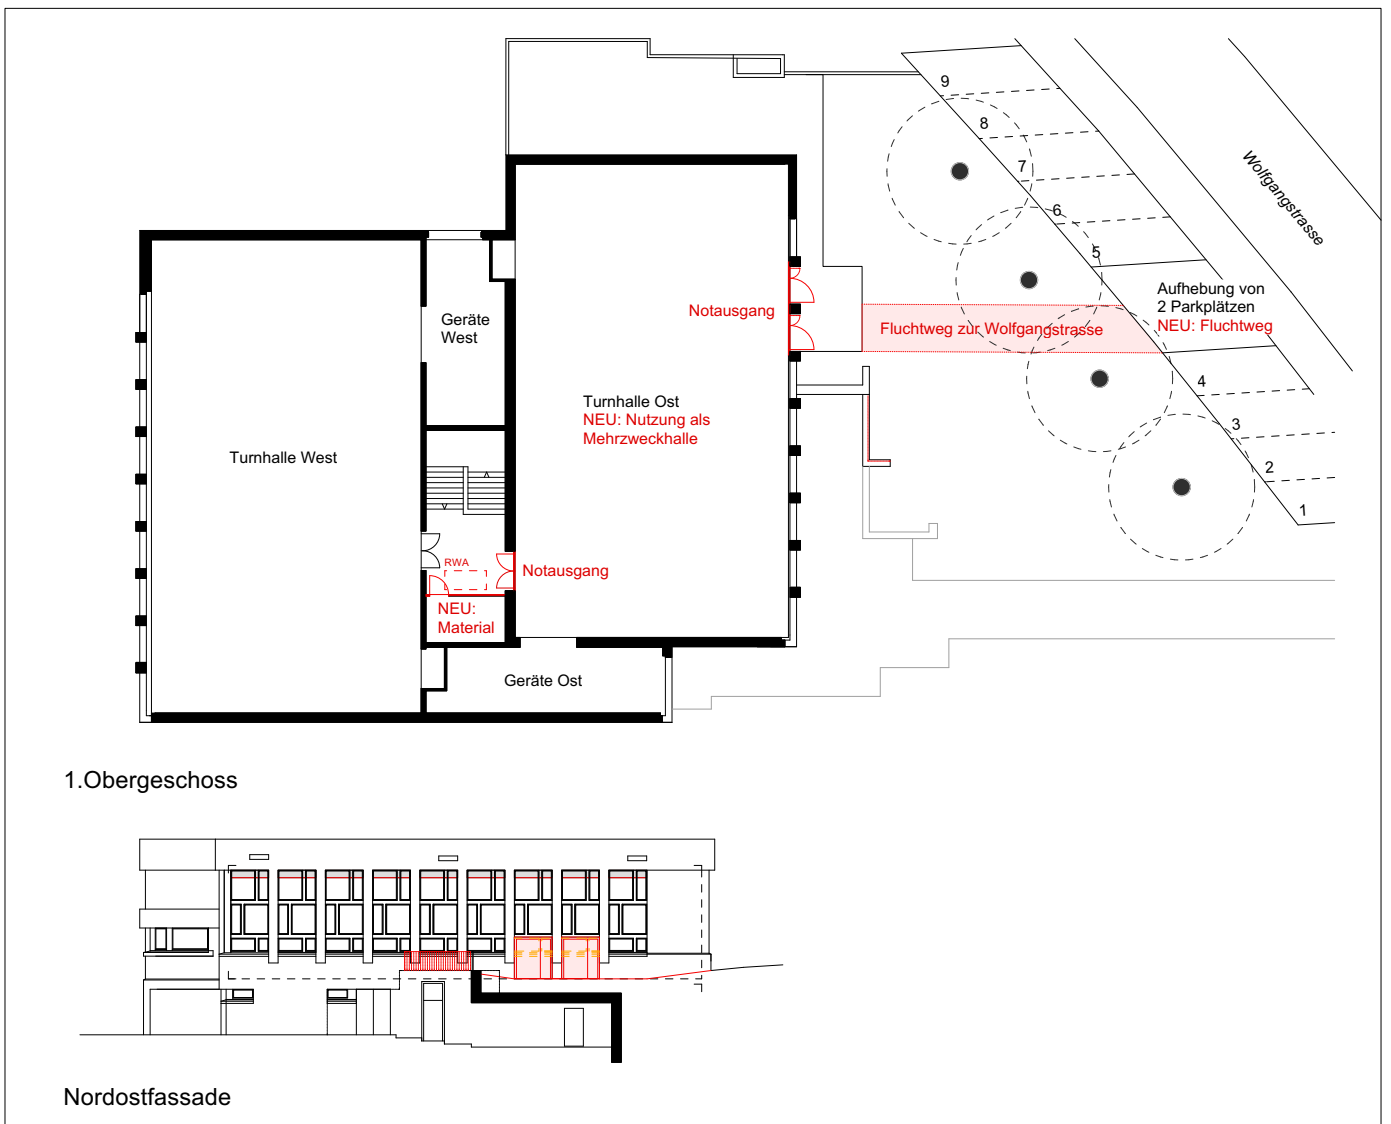 9
8
7
6
5
Wolfgangstrasse
Aufhebung von
2 Parkplätzen
NEU: Fluchtweg
Notausgang
Fluchtweg zur Wolfgangstrasse
Geräte
West
4
Turnhalle Ost
NEU: Nutzung als
Mehrzweckhalle
3
Turnhalle West
2
1
RWA
Notausgang
NEU:
Material
Geräte Ost
1.Obergeschoss
Nordostfassade